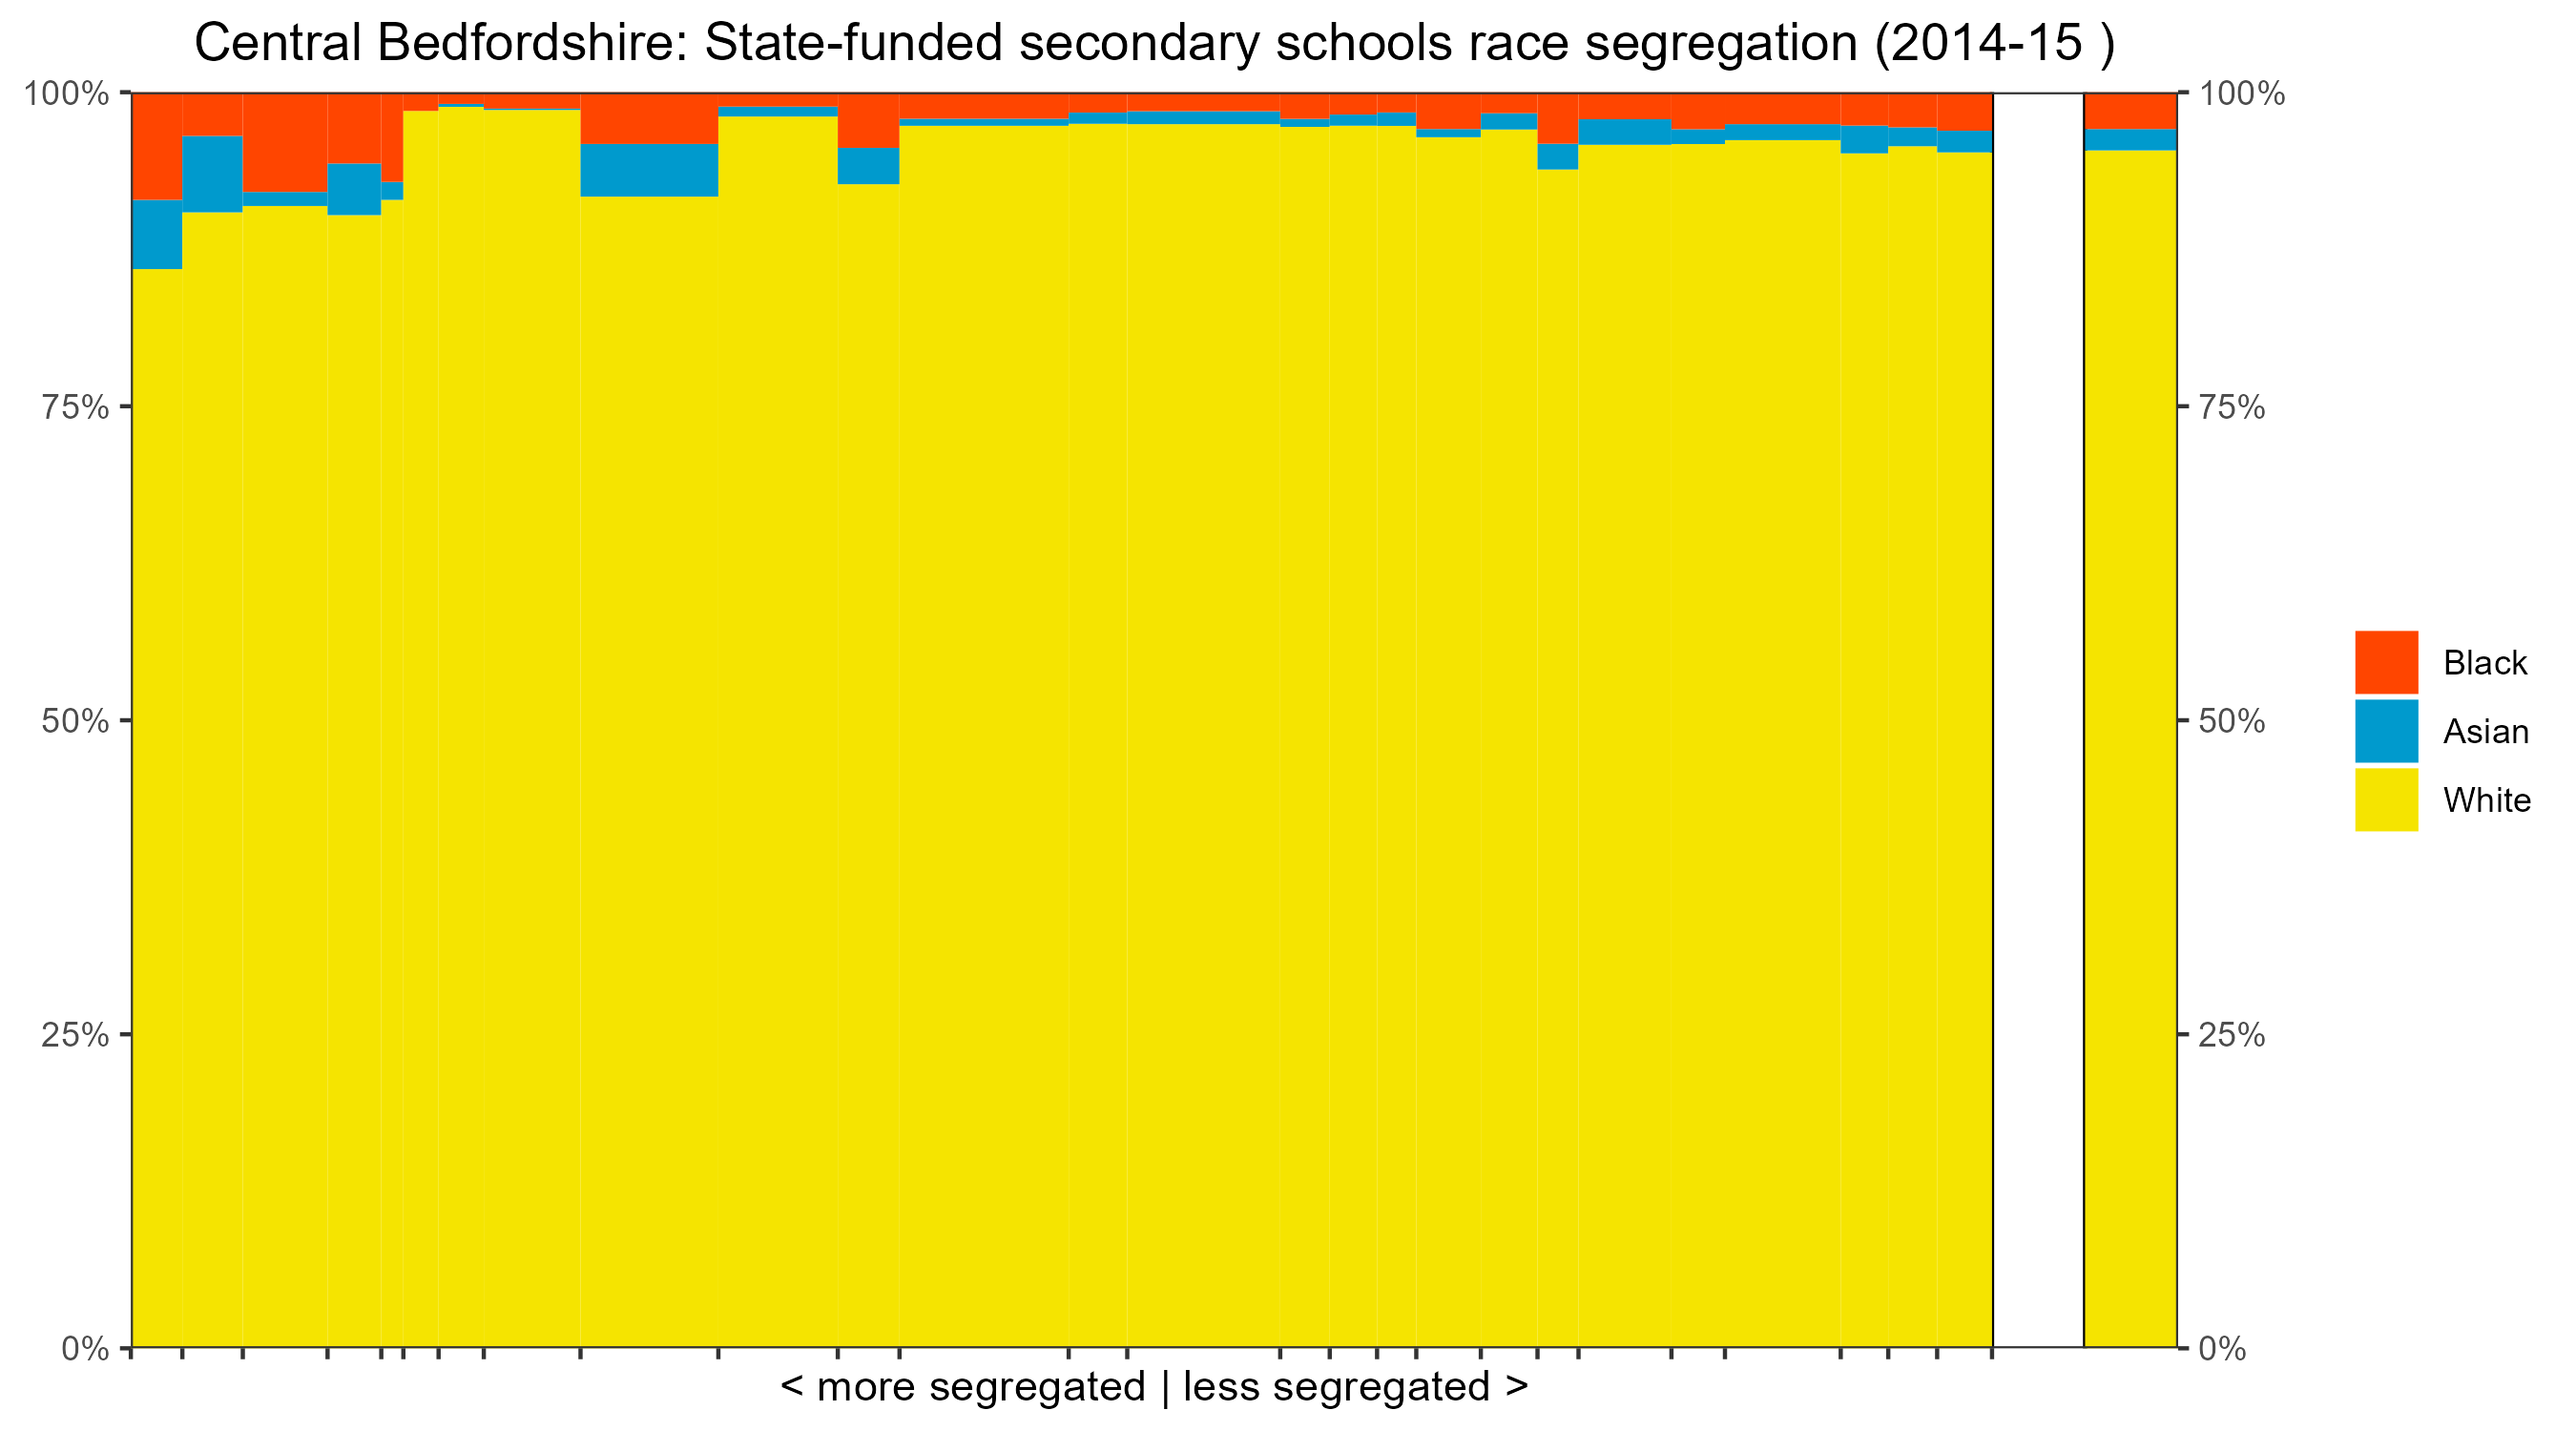 Central Bedfordshire: State-funded secondary schools race segregation (2014-15 )
100%
75%
50%
25%
0%
100%
75%
50%
25%
0%
Black
Asian
White
< more segregated | less segregated >